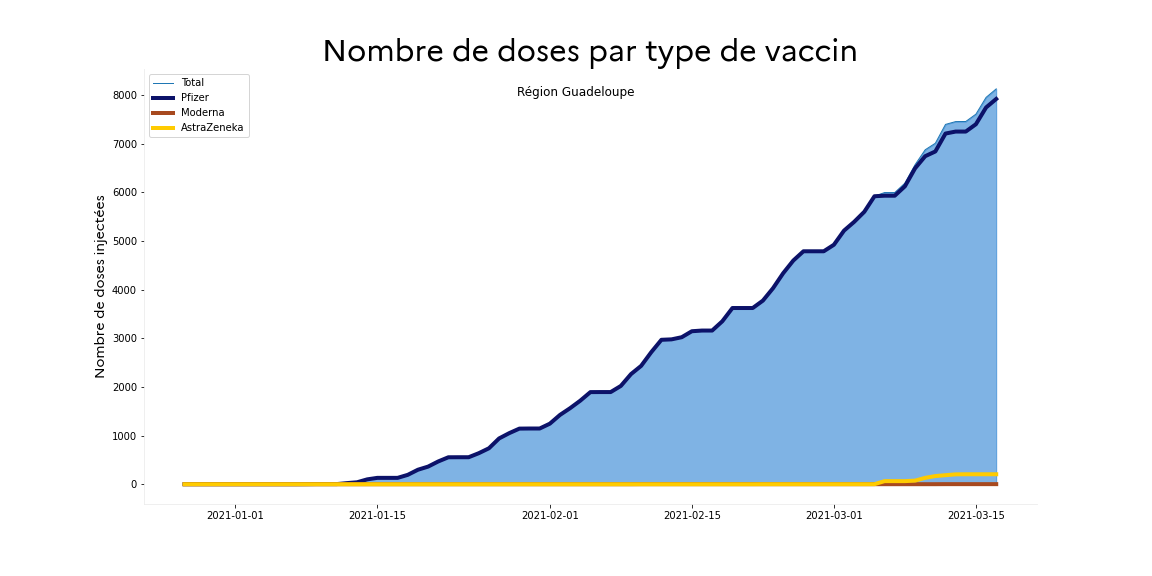 Nombre de doses par type de vaccin
Région Guadeloupe
Total
Pfizer
Moderna
AstraZeneka
Nombre de doses injectées
8000
7000
6000
5000
4000
3000
2000
1000
0
2021-01-01
2021-01-15
2021-02-01
2021-02-15
2021-03-01
2021-03-15